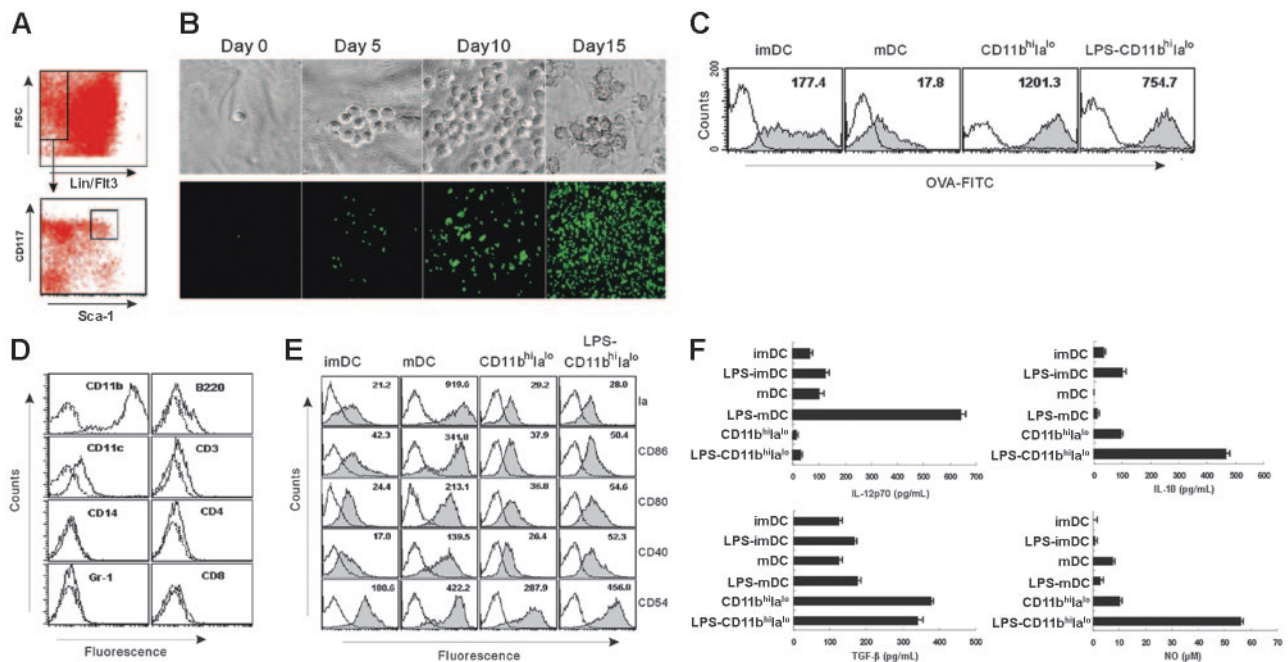 A
FSC
Lin/Flt3
CD117
Sca-1
B
Day 0 Day 5 Day10 Day15
C
imDC mDC CD11bhiIalo LPS-CD11bhiIalo
200
100
0
Counts
177.4 17.8 1201.3 754.7
OVA-FITC
D
Counts
CD11b B220
CD11c CD3
CD14 CD4
Gr-1 CD8
Fluorescence
E
imDC mDC CD11bhiIalo LPS-CD11bhiIalo
Counts
21.2 919.6 29.2 28.0 Ia
42.3 341.8 37.9 50.4 CD86
24.4 213.1 36.8 54.6 CD80
17.0 139.5 26.4 52.3 CD40
180.6 422.2 287.9 456.8 CD54
Fluorescence
F
imDC
LPS-imDC
mDC
LPS-mDC
CD11bhiIalo
LPS-CD11bhiIalo
0 100 200 300 400 500 600 700
IL-12p70 (pg/mL)
imDC
LPS-imDC
mDC
LPS-mDC
CD11bhiIalo
LPS-CD11bhiIalo
0 100 200 300 400 500 600
IL-10 (pg/mL)
imDC
LPS-imDC
mDC
LPS-mDC
CD11bhiIalo
LPS-CD11bhiIalo
0 100 200 300 400 500
TGF-β (pg/mL)
imDC
LPS-imDC
mDC
LPS-mDC
CD11bhiIalo
LPS-CD11bhiIalo
0 10 20 30 40 50 60 70
NO (μM)